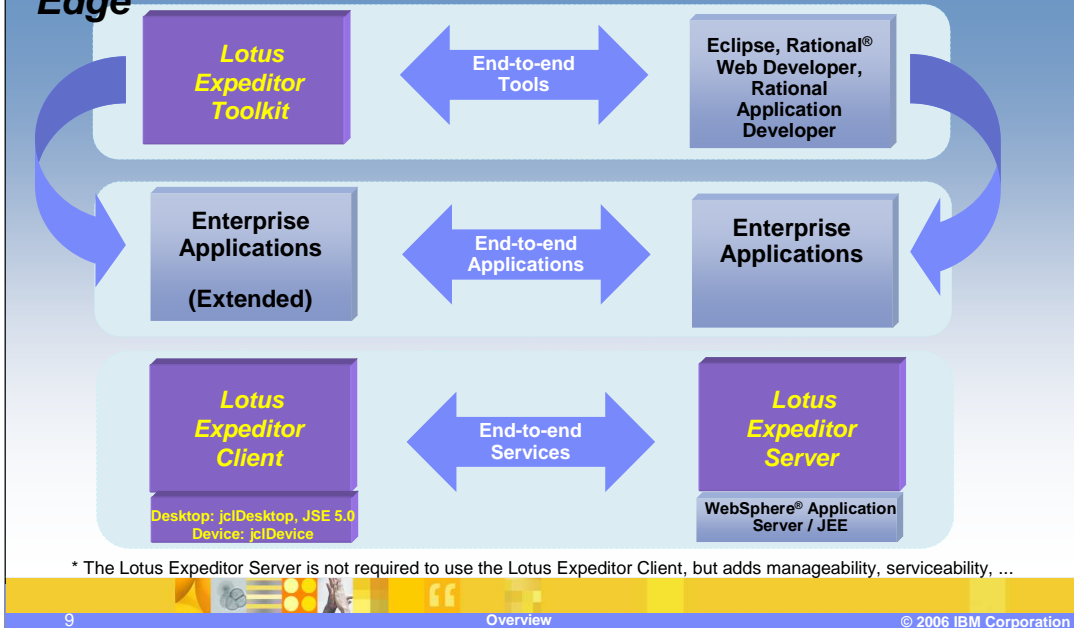 Edge
Lotus
Expeditor
Toolkit
End-to-end
Tools
Eclipse, Rational®
Web Developer,
Rational
Application
Developer
Enterprise
Applications
(Extended)
End-to-end
Applications
Enterprise
Applications
Lotus
Expeditor
Client
End-to-end
Services
Lotus
Expeditor
Server
Desktop: jclDesktop, JSE 5.0
Device: jclDevice
WebSphere® Application
Server / JEE
* The Lotus Expeditor Server is not required to use the Lotus Expeditor Client, but adds manageability, serviceability, ...
9
Overview
© 2006 IBM Corporation